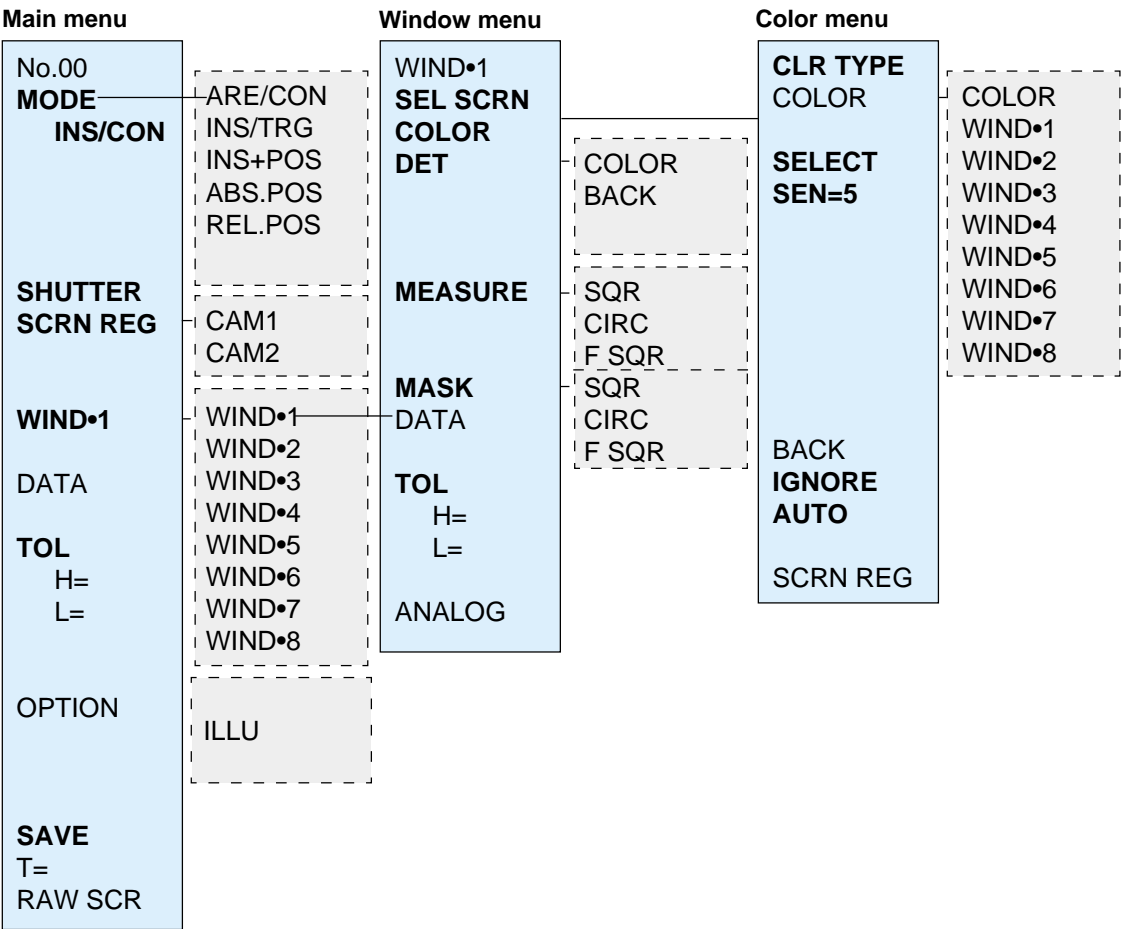 Main menu
No.00
MODE
INS/CON
SHUTTER
SCRN REG
WIND•1
DATA
TOL
H=
L=
OPTION
SAVE
T=
RAW SCR
ARE/CON
INS/TRG
INS+POS
ABS.POS
REL.POS
CAM1
CAM2
WIND•1
WIND•2
WIND•3
WIND•4
WIND•5
WIND•6
WIND•7
WIND•8
ILLU
Window menu
WIND•1
SEL SCRN
COLOR
DET
MEASURE
MASK
DATA
TOL
H=
L=
ANALOG
COLOR
BACK
SQR
CIRC
F SQR
SQR
CIRC
F SQR
Color menu
CLR TYPE
COLOR
SELECT
SEN=5
BACK
IGNORE
AUTO
SCRN REG
COLOR
WIND•1
WIND•2
WIND•3
WIND•4
WIND•5
WIND•6
WIND•7
WIND•8